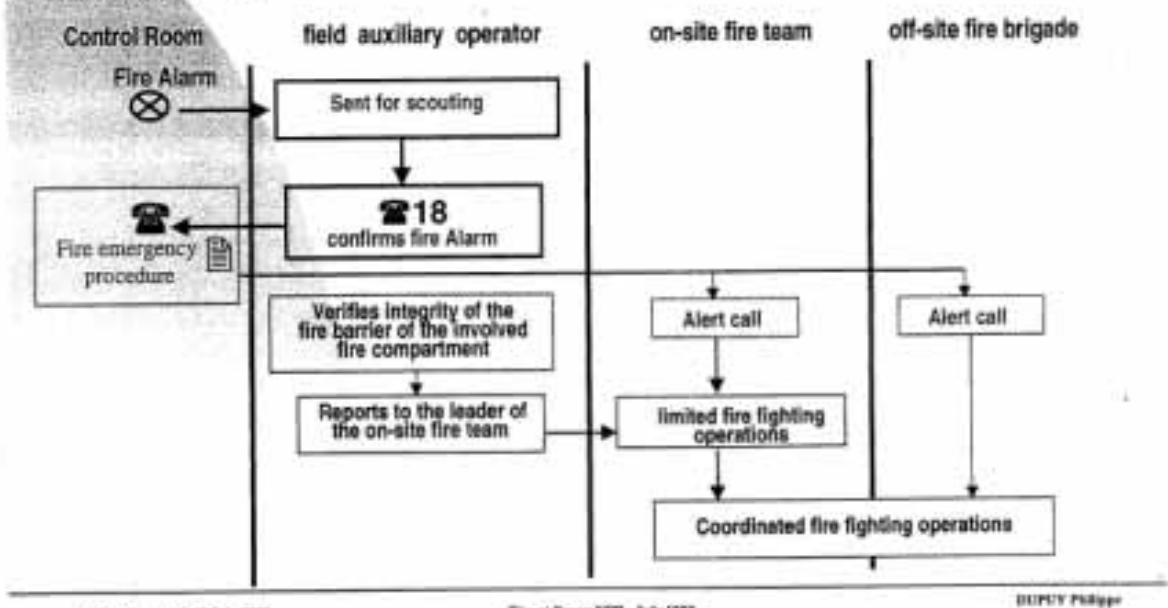 Control Room
field auxiliary operator
on-site fire team
off-site fire brigade
Fire Alarm
Sent for scouting
☎18
confirms fire Alarm
Fire emergency
procedure
Verifies integrity of the
fire barrier of the involved
fire compartment
Alert call
Alert call
Reports to the leader of
the on-site fire team
limited fire fighting
operations
Coordinated fire fighting operations
DUPUY Philippe